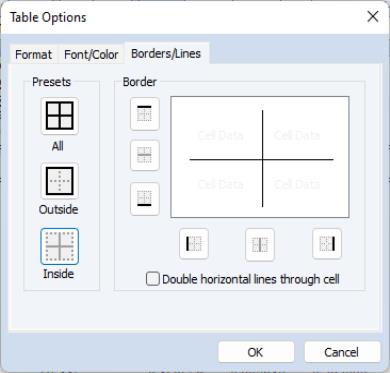 Table Options
Format Font/Color Borders/Lines
Presets
All
Outside
Inside
Border
Cell Data Cell Data
Cell Data Cell Data
Double horizontal lines through cell
OK Cancel